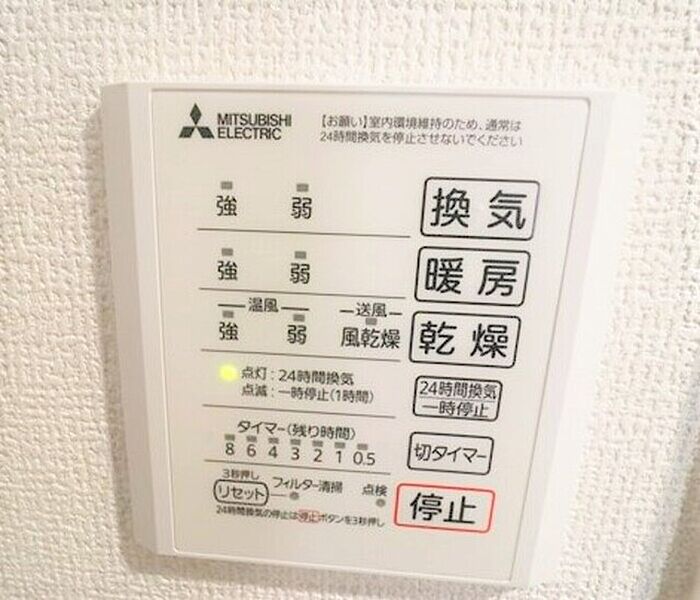 MITSUBISHI
ELECTRIC
【お願い】室内環境維持のため、通常は
24時間換気を停止させないでください
強 弱 換気
強 弱 暖房
温風 送風
強 弱 風乾燥 乾燥
点灯:24時間換気
点滅:一時停止(1時間)
24時間換気
一時停止
タイマー(残り時間)
8 6 4 3 2 1 0.5
切タイマー
3秒押し
リセット フィルター清掃 点検
停止
24時間換気の停止は停止ボタンを3秒押し